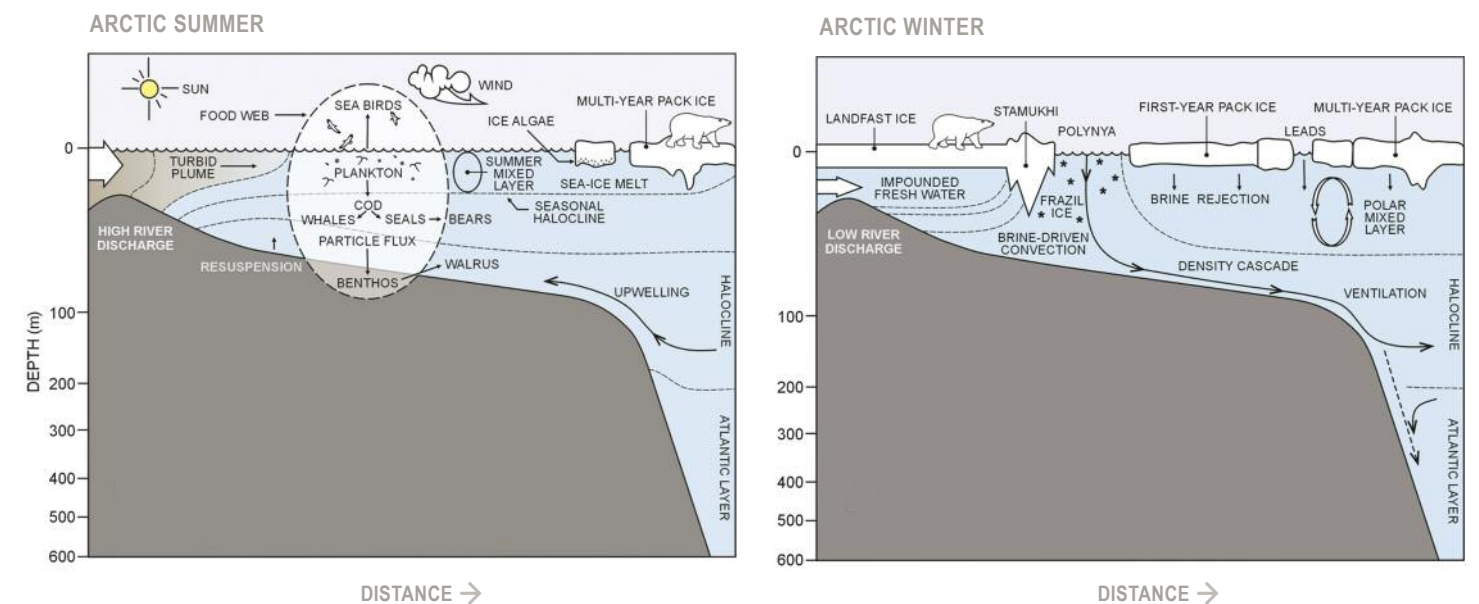 ARCTIC SUMMER
SUN
WIND
FOOD WEB
SEA BIRDS
MULTI-YEAR PACK ICE
ICE ALGAE
0
TURBID
PLUME
PLANKTON
SUMMER
MIXED
LAYER
SEA-ICE MELT
COD
SEASONAL
HALOCLINE
WHALES
SEALS
BEARS
HIGH RIVER
DISCHARGE
PARTICLE FLUX
RESUSPENSION
WALRUS
BENTHOS
UPWELLING
HALOCLINE
100
DEPTH (m)
200
300
400
500
600
ATLANTIC LAYER
DISTANCE →
ARCTIC WINTER
LANDFAST ICE
STAMUKHI
POLYNYA
FIRST-YEAR PACK ICE
LEADS
MULTI-YEAR PACK ICE
0
IMPOUNDED
FRESH WATER
FRAZIL
ICE
BRINE REJECTION
POLAR
MIXED
LAYER
LOW RIVER
DISCHARGE
BRINE-DRIVEN
CONVECTION
DENSITY CASCADE
VENTILATION
HALOCLINE
100
200
300
400
500
600
ATLANTIC LAYER
DISTANCE →